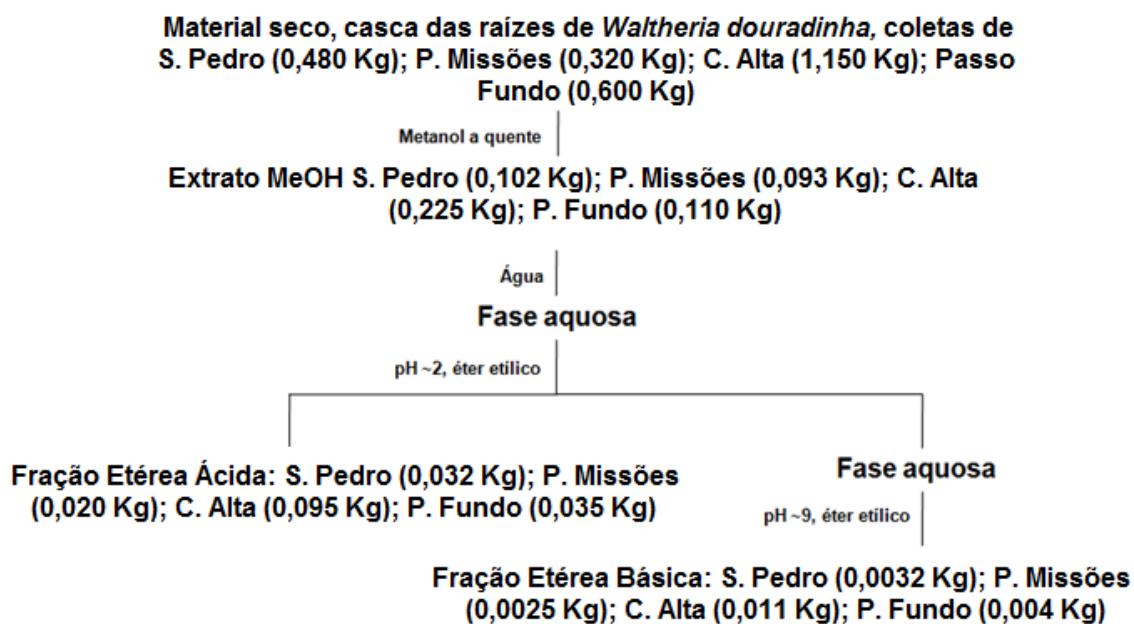 Material seco, casca das raízes de Waltheria douradinha, coletas de
S. Pedro (0,480 Kg); P. Missões (0,320 Kg); C. Alta (1,150 Kg); Passo
Fundo (0,600 Kg)
Metanol a quente
Extrato MeOH S. Pedro (0,102 Kg); P. Missões (0,093 Kg); C. Alta
(0,225 Kg); P. Fundo (0,110 Kg)
Água
Fase aquosa
pH ~2, éter etílico
Fração Etérea Ácida: S. Pedro (0,032 Kg); P. Missões
(0,020 Kg); C. Alta (0,095 Kg); P. Fundo (0,035 Kg)
Fase aquosa
pH ~9, éter etílico
Fração Etérea Básica: S. Pedro (0,0032 Kg); P. Missões
(0,0025 Kg); C. Alta (0,011 Kg); P. Fundo (0,004 Kg)